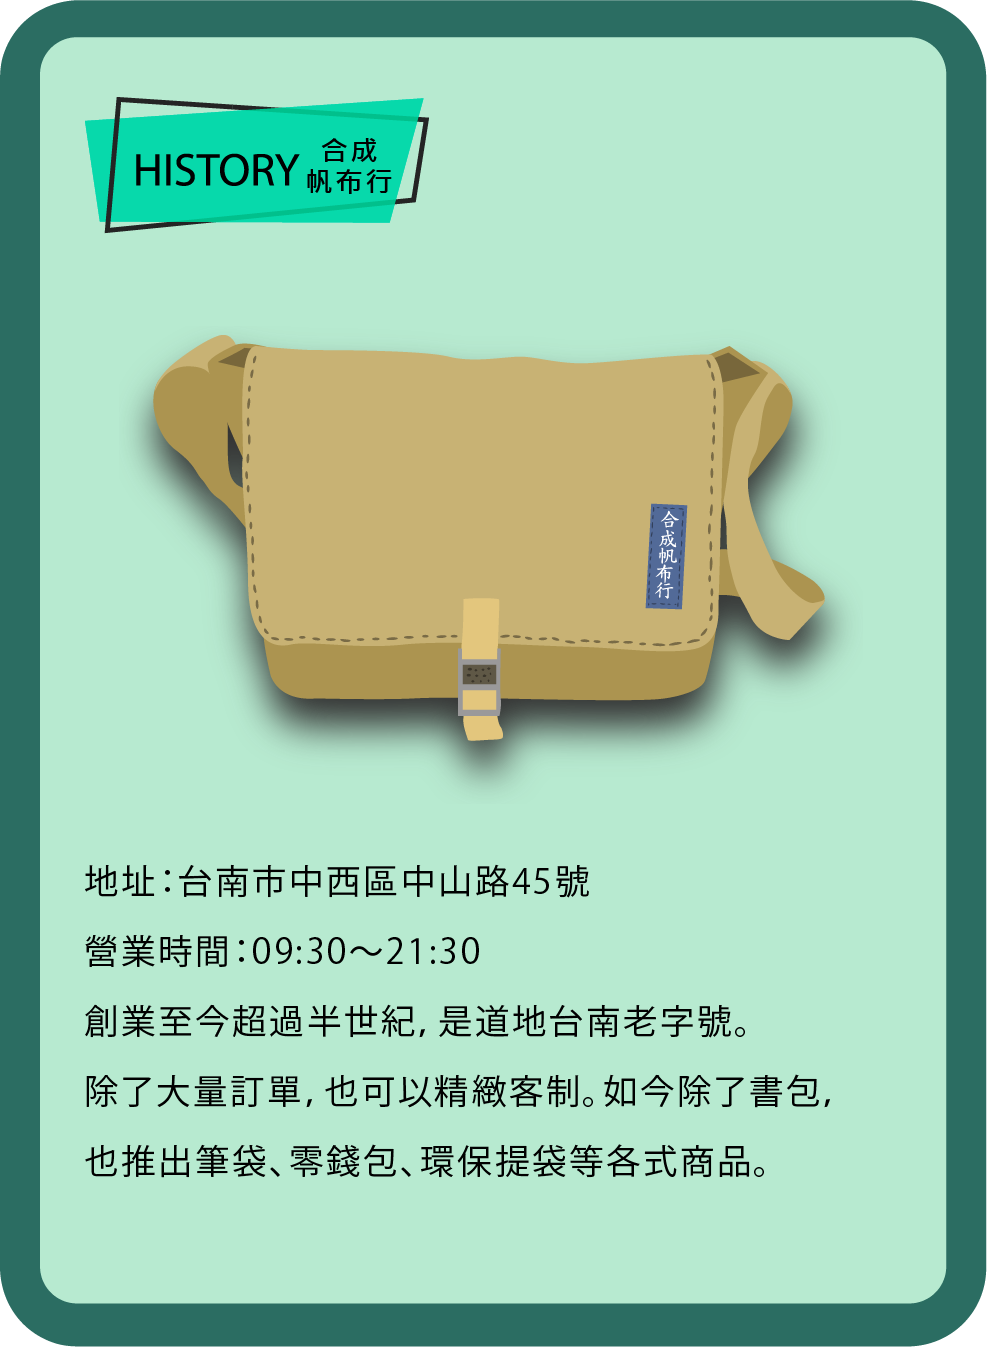 HISTORY 合成
帆布行
合成帆布行
地址：台南市中西區中山路45號
營業時間：09:30～21:30
創業至今超過半世紀，是道地台南老字號。
除了大量訂單，也可以精緻客制。如今除了書包，
也推出筆袋、零錢包、環保提袋等各式商品。